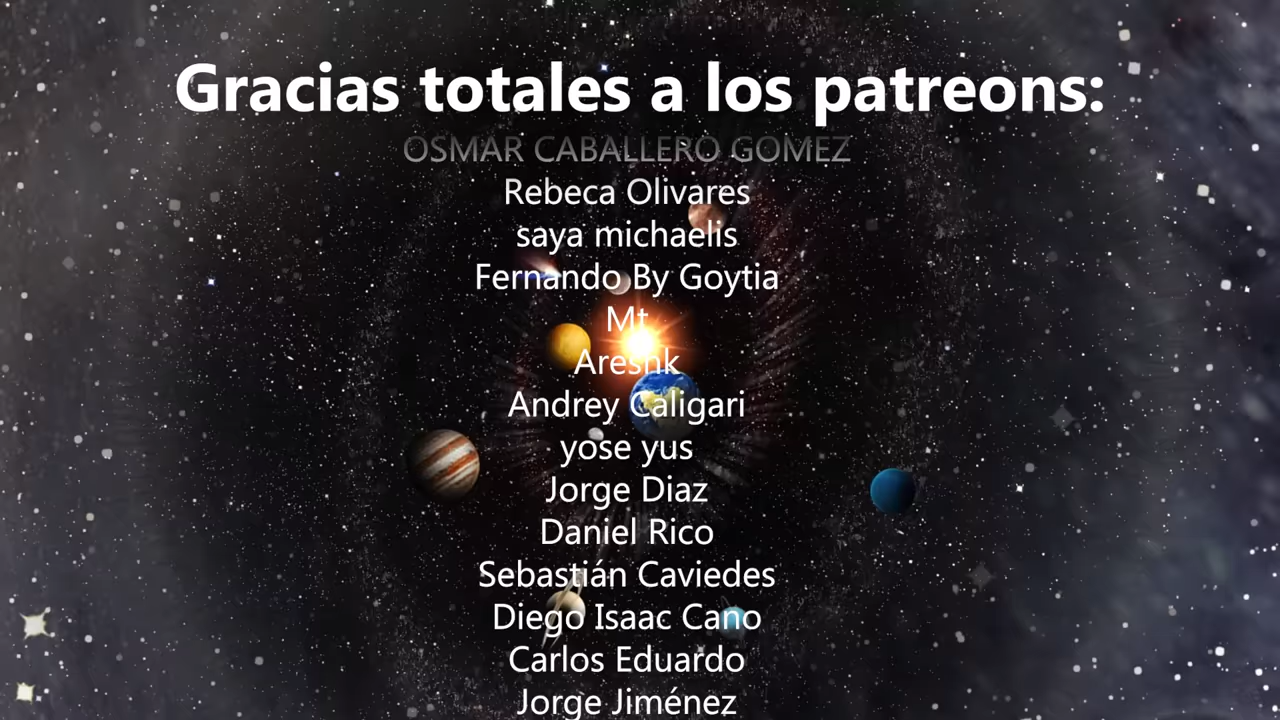 Gracias totales a los patreons:
OSMAR CABALLERO GOMEZ
Rebeca Olivares
saya michaelis
Fernando By Goytia
Mt
Areshk
Andrey Caligari
yose yus
Jorge Diaz
Daniel Rico
Sebastián Caviedes
Diego Isaac Cano
Carlos Eduardo
Jorge Jiménez